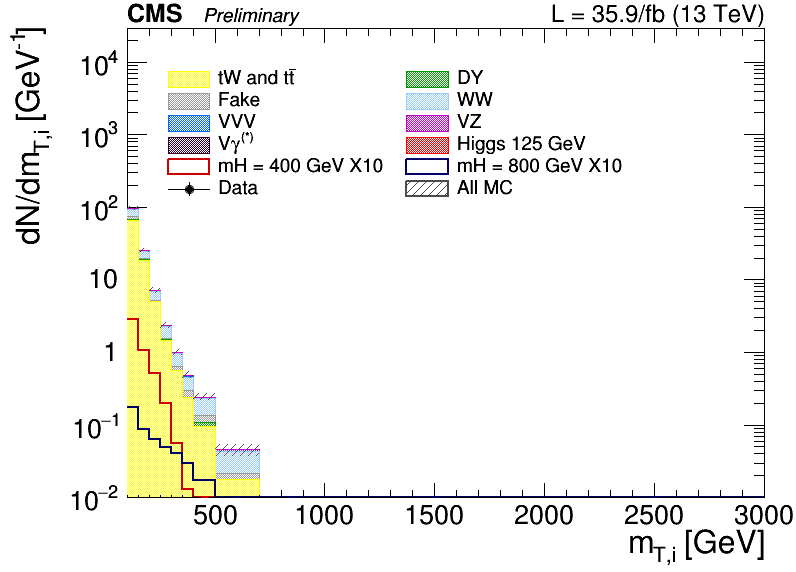 CMS Preliminary L = 35.9/fb (13 TeV)
dN/dm_{T,i} [GeV^{-1}]
10^4
10^3
10^2
10
1
10^{-1}
10^{-2}
tW and tt̄ DY
Fake WW
VVV VZ
Vγ^{(*)} Higgs 125 GeV
mH = 400 GeV X10 mH = 800 GeV X10
Data All MC
500 1000 1500 2000 2500 3000
m_{T,i} [GeV]